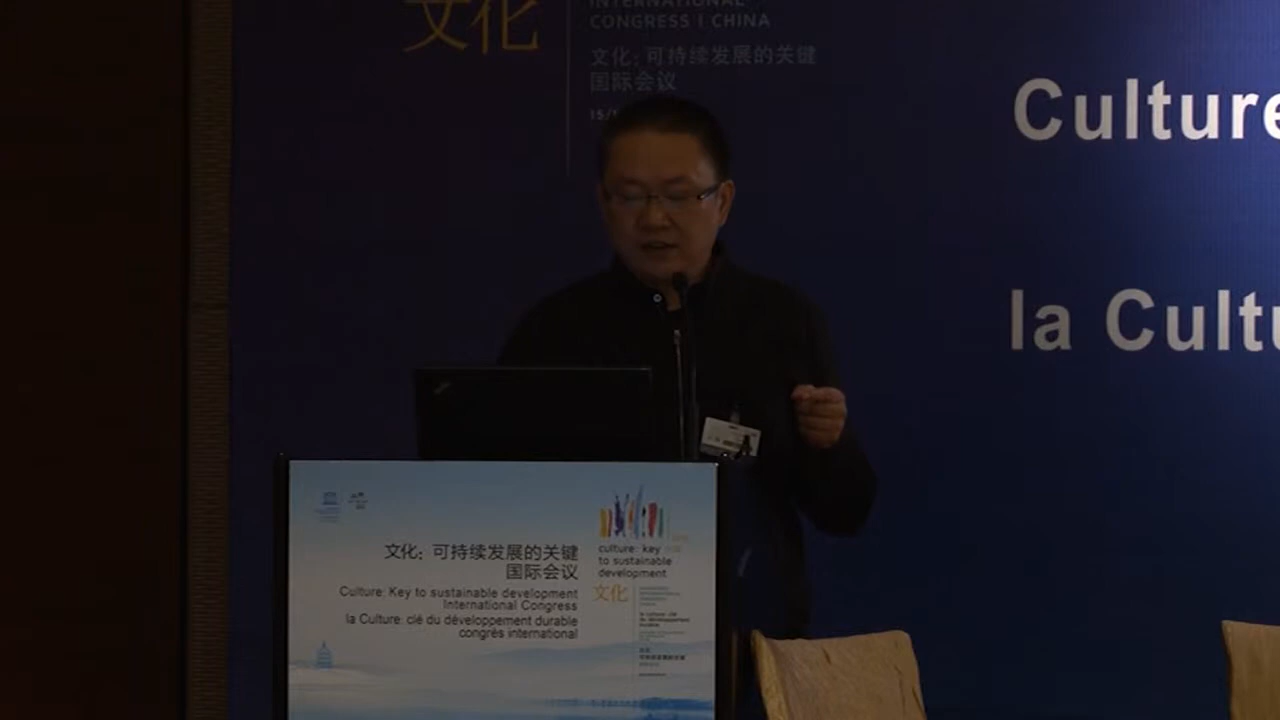 文化
INTERNATIONAL
CONGRESS | CHINA
文化：可持续发展的关键
国际会议
Culture
la Cult
文化：可持续发展的关键
国际会议
Culture: Key to sustainable development
International Congress
la Culture: clé du développement durable
congrès international
culture: key
to sustainable
development
文化